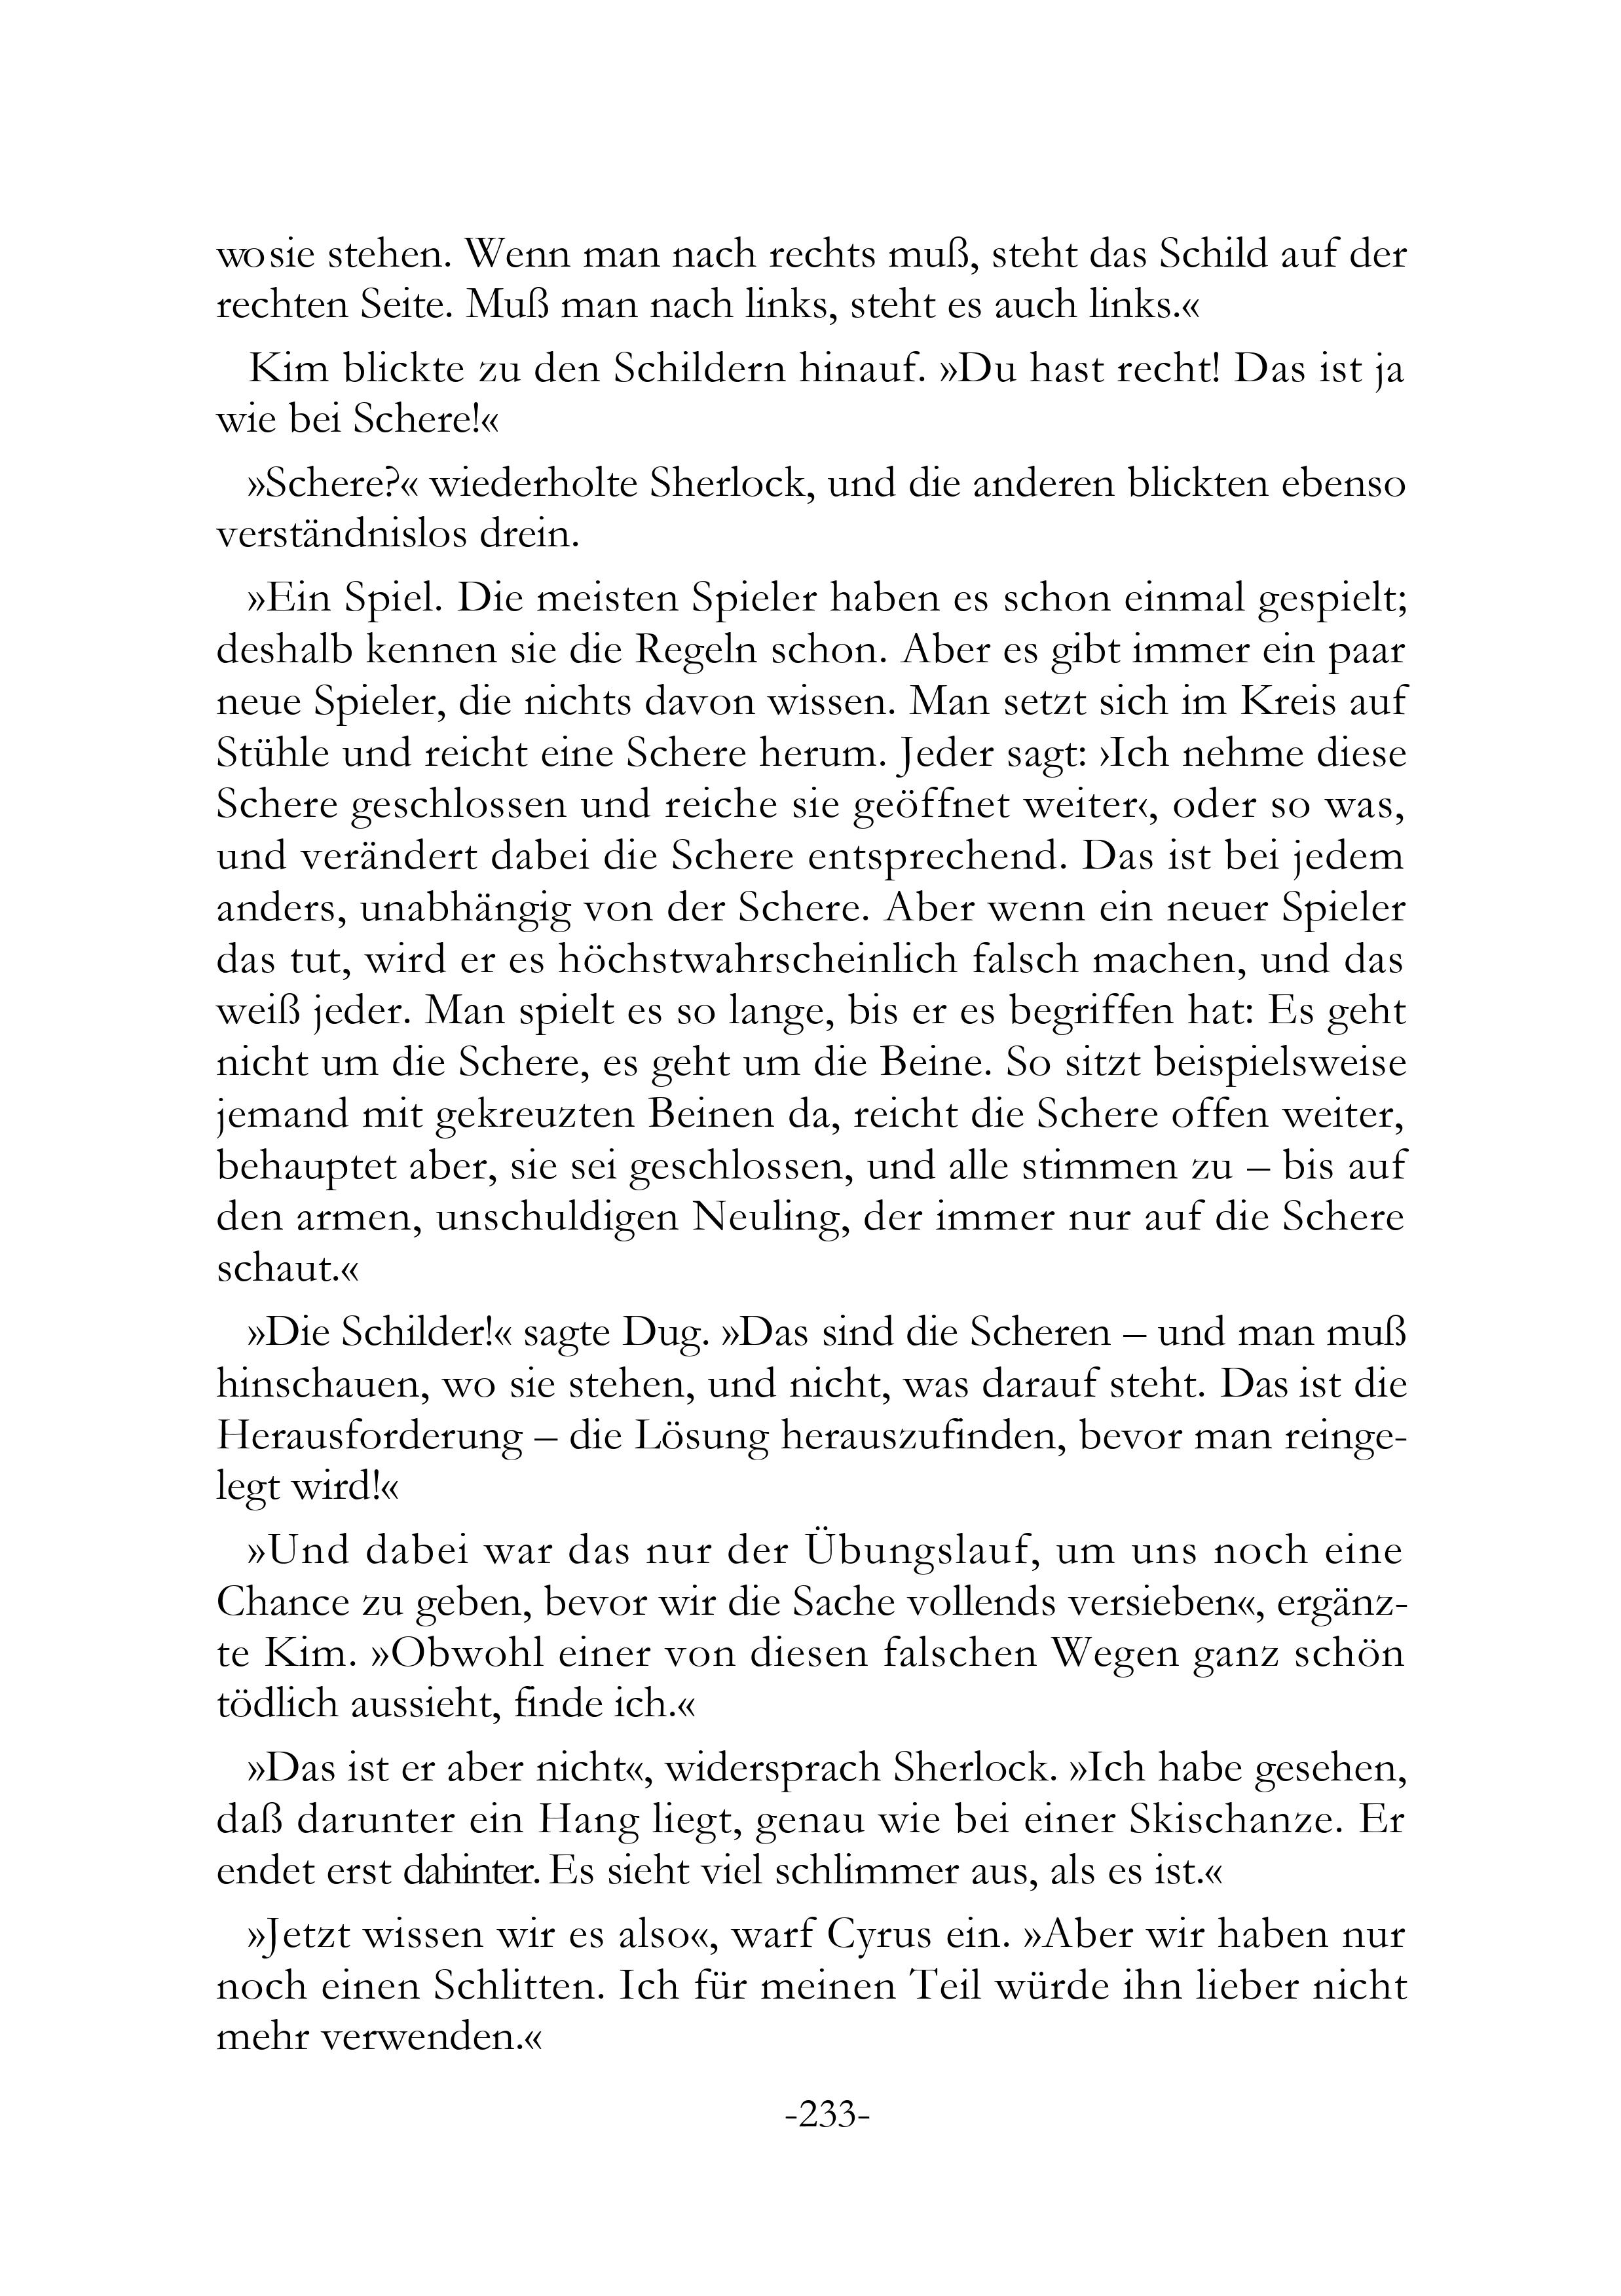 wo sie stehen. Wenn man nach rechts muß, steht das Schild auf der
rechten Seite. Muß man nach links, steht es auch links.«
Kim blickte zu den Schildern hinauf. »Du hast recht! Das ist ja
wie bei Schere!«
»Schere?« wiederholte Sherlock, und die anderen blickten ebenso
verständnislos drein.
»Ein Spiel. Die meisten Spieler haben es schon einmal gespielt;
deshalb kennen sie die Regeln schon. Aber es gibt immer ein paar
neue Spieler, die nichts davon wissen. Man setzt sich im Kreis auf
Stühle und reicht eine Schere herum. Jeder sagt: ›Ich nehme diese
Schere geschlossen und reiche sie geöffnet weiter‹, oder so was,
und verändert dabei die Schere entsprechend. Das ist bei jedem
anders, unabhängig von der Schere. Aber wenn ein neuer Spieler
das tut, wird er es höchstwahrscheinlich falsch machen, und das
weiß jeder. Man spielt es so lange, bis er es begriffen hat: Es geht
nicht um die Schere, es geht um die Beine. So sitzt beispielsweise
jemand mit gekreuzten Beinen da, reicht die Schere offen weiter,
behauptet aber, sie sei geschlossen, und alle stimmen zu – bis auf
den armen, unschuldigen Neuling, der immer nur auf die Schere
schaut.«
»Die Schilder!« sagte Dug. »Das sind die Scheren – und man muß
hinschauen, wo sie stehen, und nicht, was darauf steht. Das ist die
Herausforderung – die Lösung herauszufinden, bevor man reinge-
legt wird!«
»Und dabei war das nur der Übungslauf, um uns noch eine
Chance zu geben, bevor wir die Sache vollends versieben«, ergänz-
te Kim. »Obwohl einer von diesen falschen Wegen ganz schön
tödlich aussieht, finde ich.«
»Das ist er aber nicht«, widersprach Sherlock. »Ich habe gesehen,
daß darunter ein Hang liegt, genau wie bei einer Skischanze. Er
endet erst dahinter. Es sieht viel schlimmer aus, als es ist.«
»Jetzt wissen wir es also«, warf Cyrus ein. »Aber wir haben nur
noch einen Schlitten. Ich für meinen Teil würde ihn lieber nicht
mehr verwenden.«
-233-